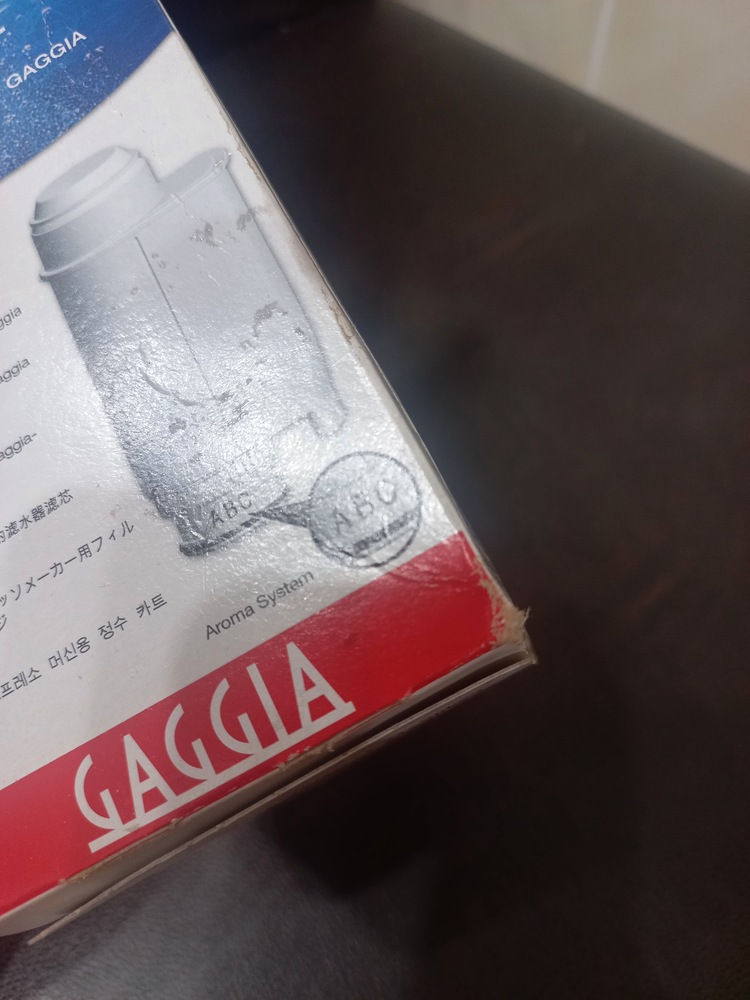 GAGGIA
ggia
aggia
aggia-
的滤水器滤芯
ッソメーカー用フィル
ジ
프레소 머신용 정수 카트
ABC
ABC
Aroma System
GAGGIA